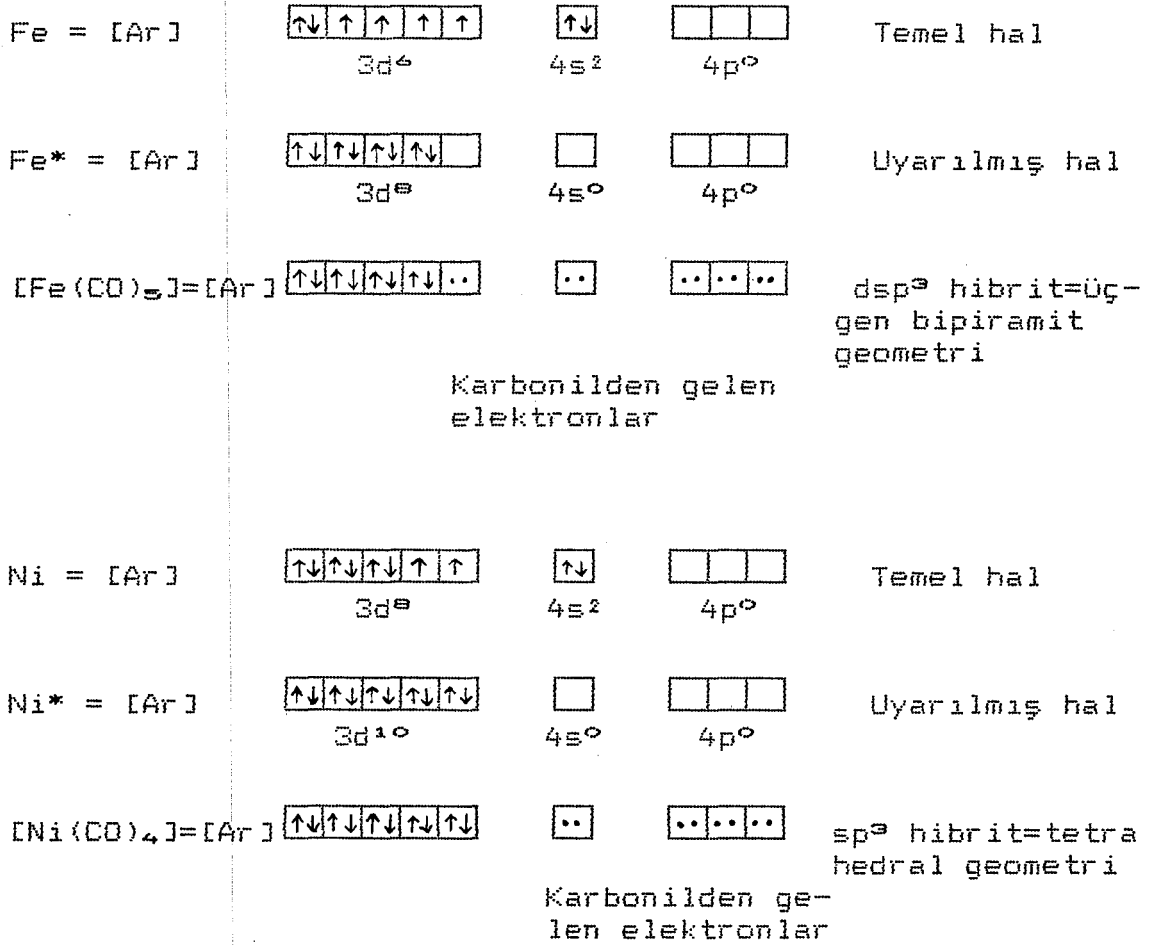 Fe = [Ar] ↑↓ ↑ ↑ ↑ ↑ ↑↓ Temel hal
3d⁶ 4s² 4p⁰
Fe* = [Ar] ↑↓ ↑↓ ↑↓ ↑↓ Uyarılmış hal
3d⁸ 4s⁰ 4p⁰
[Fe(CO)₅]=[Ar] ↑↓ ↑↓ ↑↓ ↑↓ ·· ·· ·· ·· ·· dsp³ hibrit=üç-
gen bipiramit
geometri
Karbonilden gelen
elektronlar
Ni = [Ar] ↑↓ ↑↓ ↑↓ ↑ ↑ ↑↓ Temel hal
3d⁸ 4s² 4p⁰
Ni* = [Ar] ↑↓ ↑↓ ↑↓ ↑↓ ↑↓ Uyarılmış hal
3d¹⁰ 4s⁰ 4p⁰
[Ni(CO)₄]=[Ar] ↑↓ ↑↓ ↑↓ ↑↓ ↑↓ ·· ·· ·· ·· sp³ hibrit=tetra
hedral geometri
Karbonilden ge-
len elektronlar